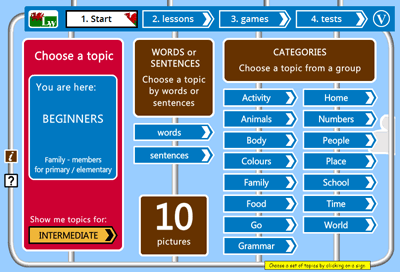 LW
1. Start
2. lessons
3. games
4. tests
V
Choose a topic
You are here:
BEGINNERS
Family - members
for primary / elementary
Show me topics for:
INTERMEDIATE
WORDS or
SENTENCES
Choose a topic
by words or
sentences
words
sentences
10
pictures
CATEGORIES
Choose a topic from a group
Activity
Animals
Body
Colours
Family
Food
Go
Grammar
Home
Numbers
People
Place
School
Time
World
i
?
Choose a set of topics by clicking on a sign